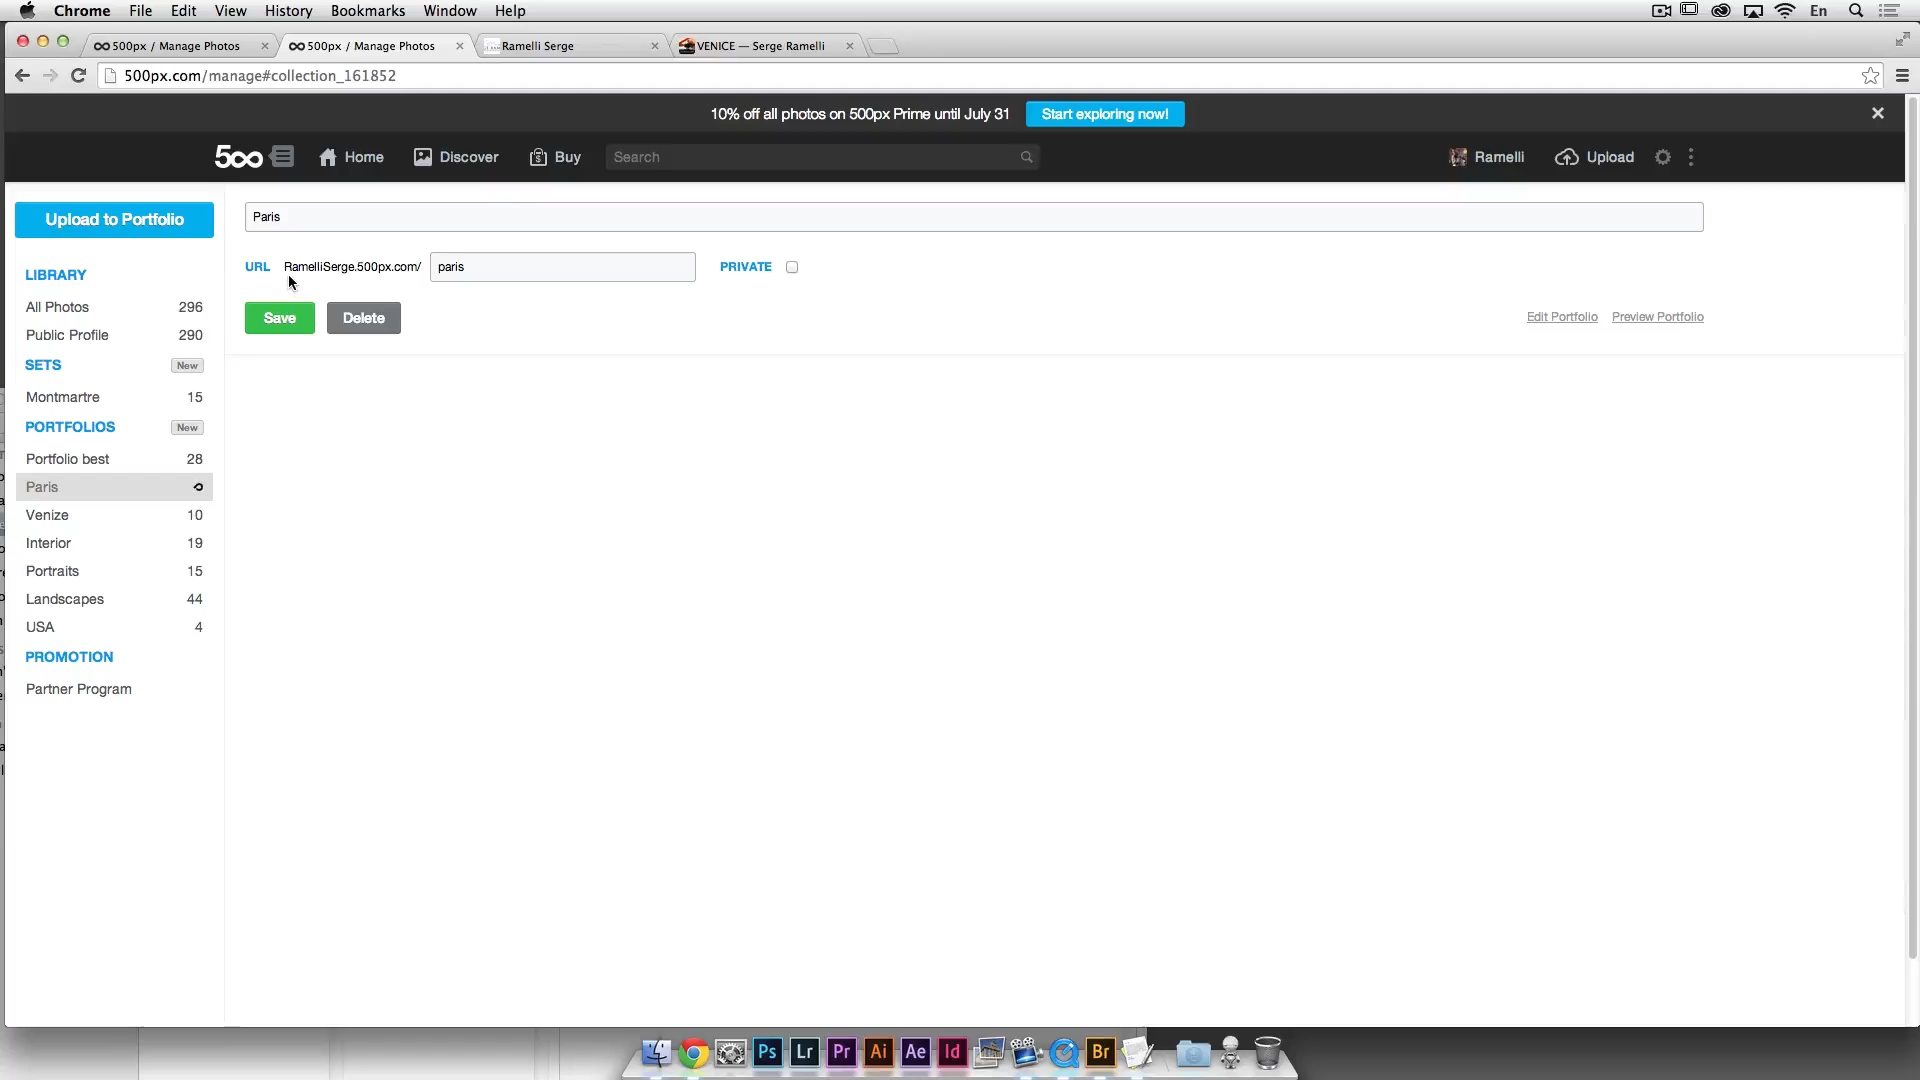 Chrome File Edit View History Bookmarks Window Help En
500px / Manage Photos 500px / Manage Photos Ramelli Serge VENICE — Serge Ramelli
500px.com/manage#collection_161852
10% off all photos on 500px Prime until July 31 Start exploring now!
500 Home Discover Buy Search Ramelli Upload
Upload to Portfolio
Paris
URL RamelliSerge.500px.com/ paris PRIVATE
Save Delete Edit Portfolio Preview Portfolio
LIBRARY
All Photos 296
Public Profile 290
SETS New
Montmartre 15
PORTFOLIOS New
Portfolio best 28
Paris
Venize 10
Interior 19
Portraits 15
Landscapes 44
USA 4
PROMOTION
Partner Program
Ps Lr Pr Ai Ae Id Br